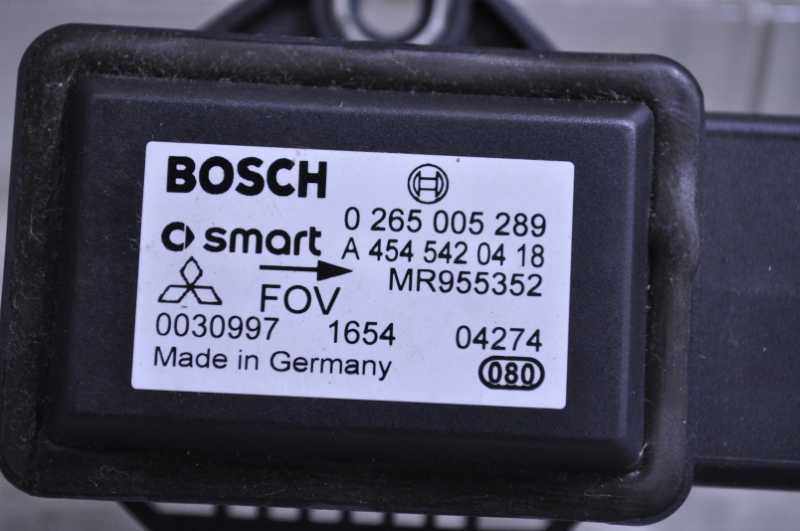 BOSCH
0 265 005 289
smart A 454 542 04 18
MR955352
FOV
0030997 1654 04274
Made in Germany 080